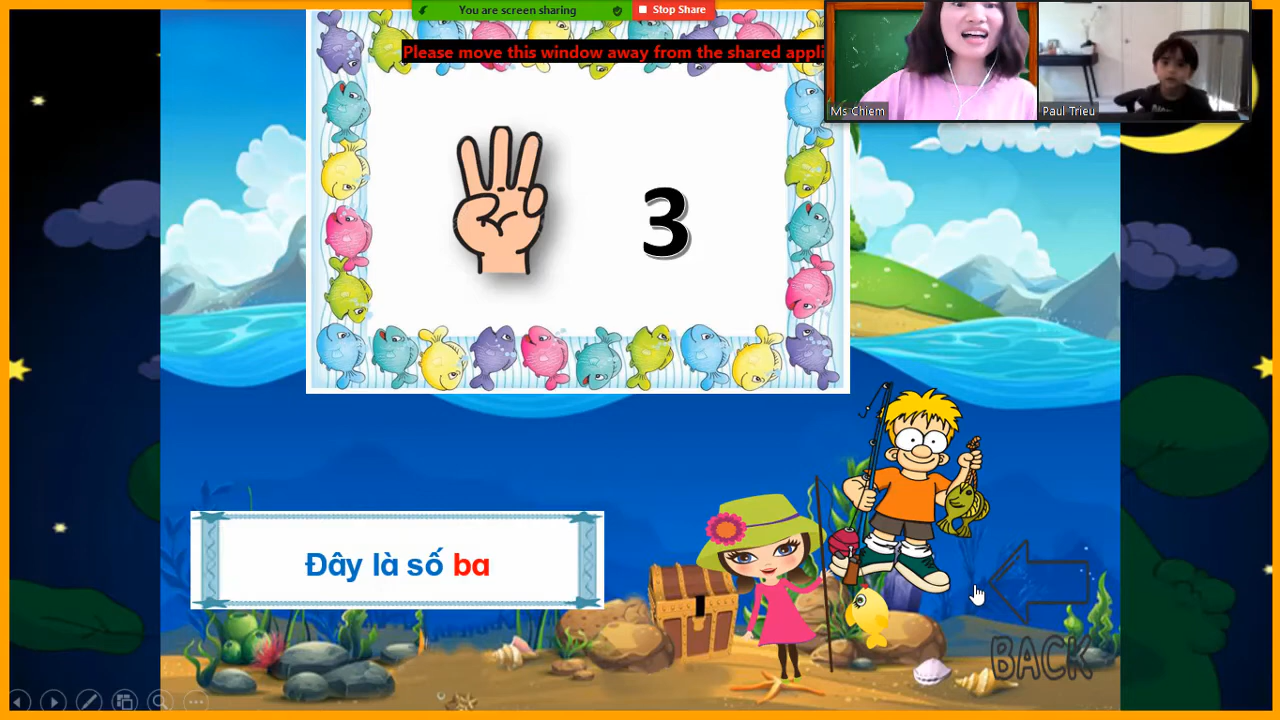 You are screen sharing
Stop Share
Please move this window away from the shared appli
Ms Chiem
Paul Trieu
3
Đây là số ba
BACK